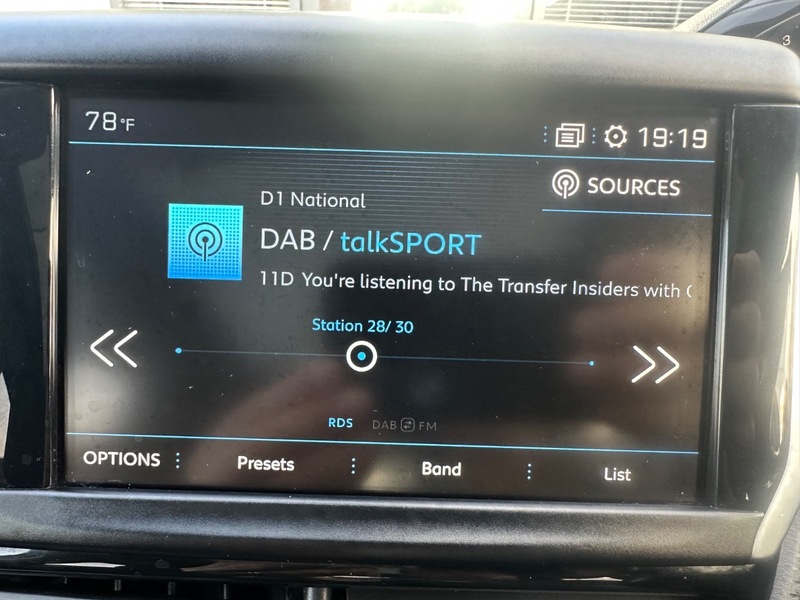 78°F
19:19
SOURCES
D1 National
DAB / talkSPORT
11D You're listening to The Transfer Insiders with
Station 28/ 30
RDS DAB FM
OPTIONS Presets Band List
3